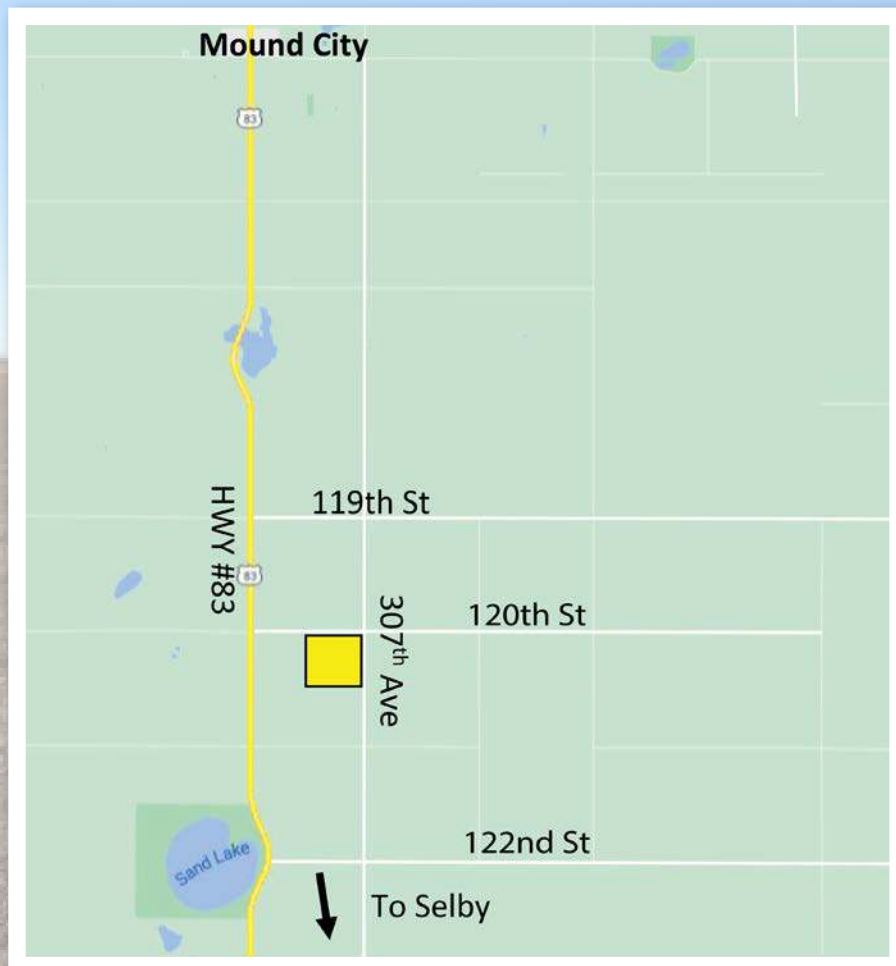 Mound City
83
119th St
HWY #83
83
307th Ave
120th St
122nd St
Sand Lake
To Selby